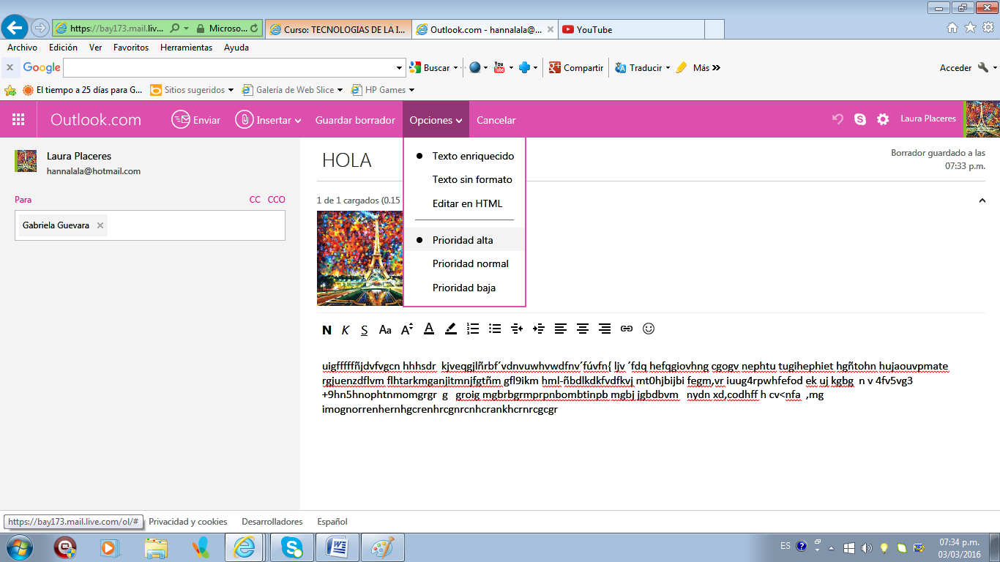 https://bay173.mail.liv... Microso...
Curso: TECNOLOGIAS DE LA I...
Outlook.com - hannalala@...
YouTube
Archivo Edición Ver Favoritos Herramientas Ayuda
x Google Buscar Compartir Traducir Más » Acceder
El tiempo a 25 días para G... Sitios sugeridos Galería de Web Slice HP Games
Outlook.com Enviar Insertar Guardar borrador Opciones Cancelar Laura Placeres
Laura Placeres
hannalala@hotmail.com
Para CC CCO
Gabriela Guevara
HOLA
Borrador guardado a las
07:33 p.m.
1 de 1 cargados (0.15
Texto enriquecido
Texto sin formato
Editar en HTML
Prioridad alta
Prioridad normal
Prioridad baja
N K S Aa A A
uigfffffñjdvfvgcn hhhsdr kjveqgjlñrbf´vdnvuwhvwdfnv´fúvfn{ ljv ´fdq hefqgiovhng cgogv nephtu tugihephiet hgñtohn hujaouvpmate
rgjuenzdflvm flhtarkmganjitmnjfgtñm gfl9ikm hml-ñbdlkdkfvdfkvj mt0hjbijbi fegm,vr iuug4rpwhfefod ek uj kgbg n v 4fv5vg3
+9hn5hnophtnmomgrgr g groig mgbrbgrmprpnbombtinpb mgbj jgbdbvm nydn xd,codhff h cv<nfa ,mg
imognorrenhernhgcrenhrcgnrcnhcrankhcrnrcgcgr
https://bay173.mail.live.com/ol/# Privacidad y cookies Desarrolladores Español
ES 07:34 p.m.
03/03/2016